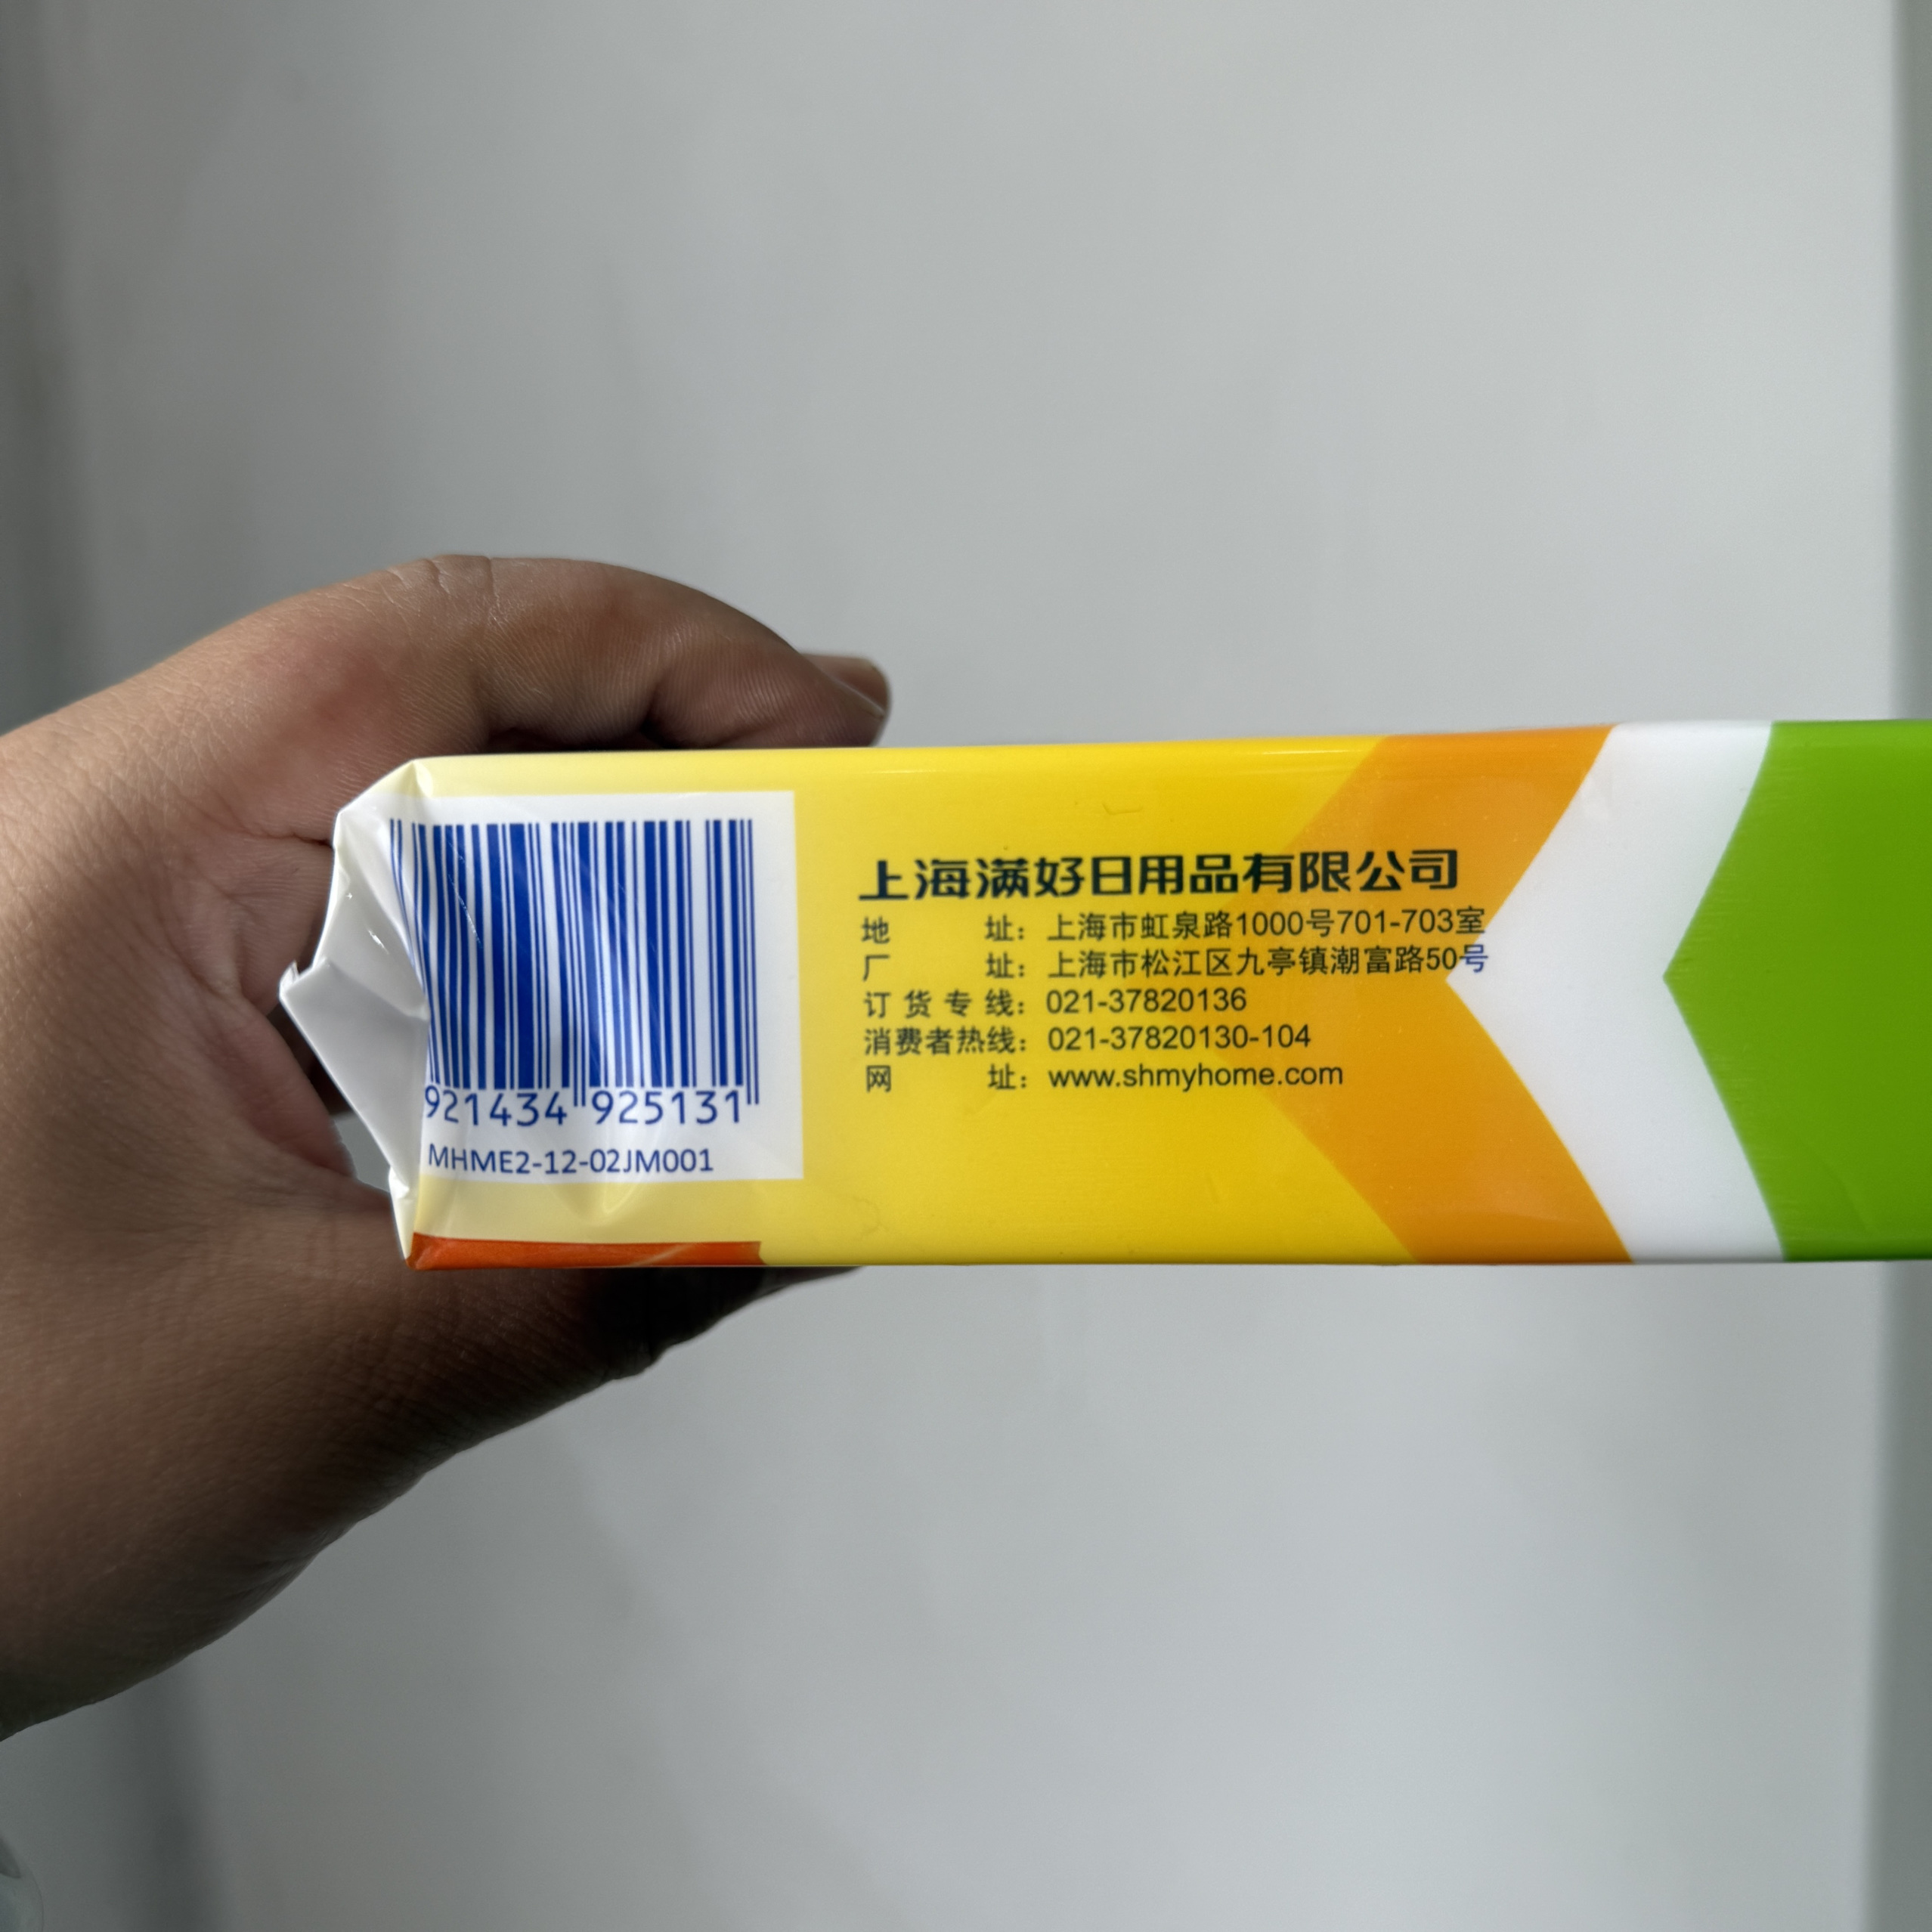 921434 925131
MHME2-12-02JM001
上海满好日用品有限公司
地 址：上海市虹泉路1000号701-703室
厂 址：上海市松江区九亭镇潮富路50号
订 货 专 线：021-37820136
消费者热线：021-37820130-104
网 址：www.shmyhome.com